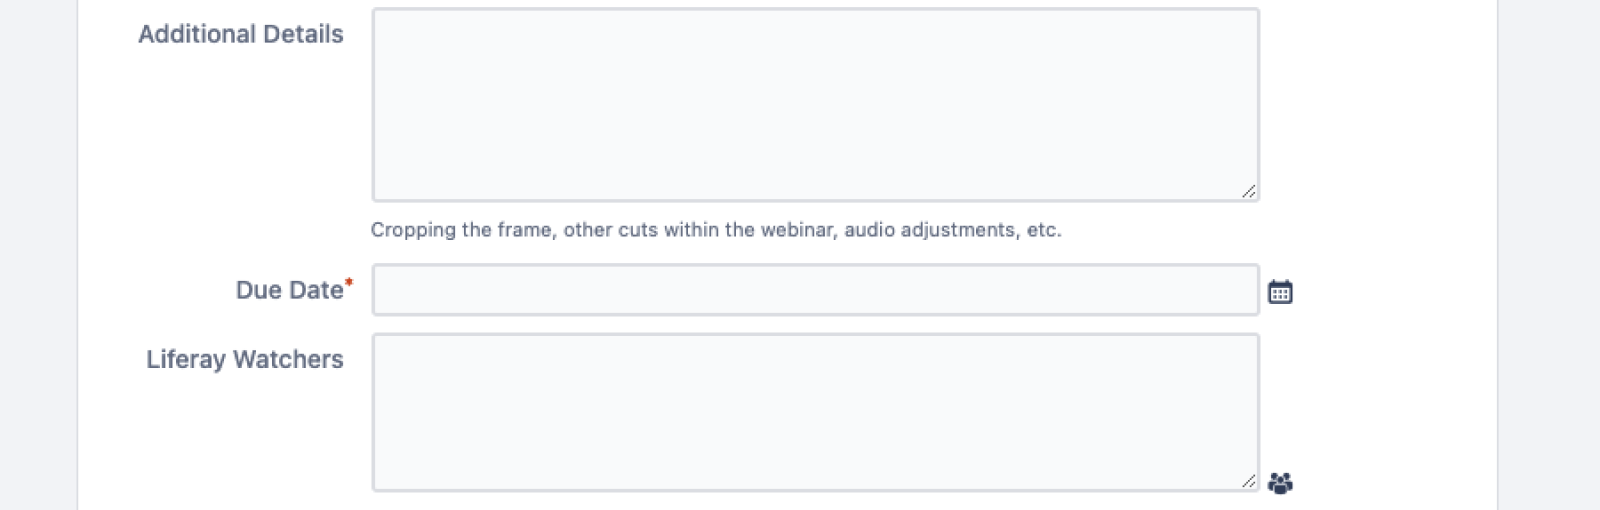 Additional Details
Cropping the frame, other cuts within the webinar, audio adjustments, etc.
Due Date*
Liferay Watchers